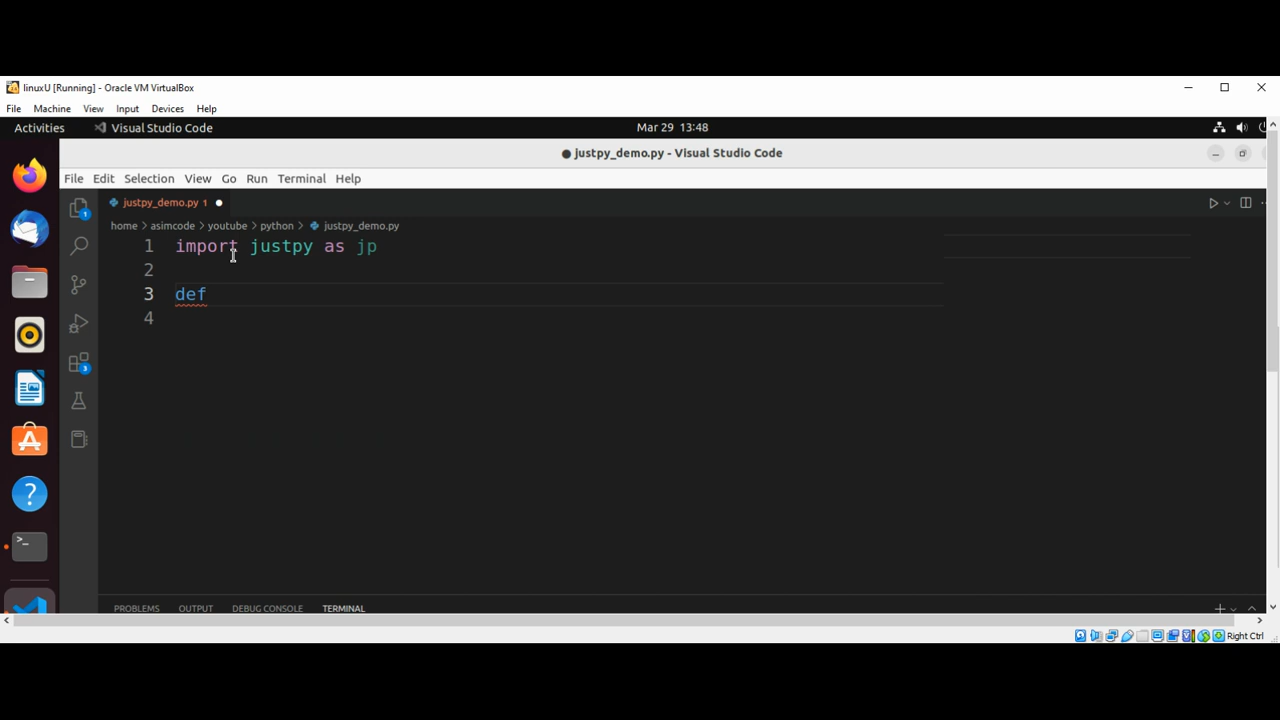 linuxU [Running] - Oracle VM VirtualBox
File Machine View Input Devices Help
Activities Visual Studio Code Mar 29 13:48
● justpy_demo.py - Visual Studio Code
File Edit Selection View Go Run Terminal Help
justpy_demo.py 1 ●
home > asimcode > youtube > python > justpy_demo.py
1 import justpy as jp
2
3 def
4
1
3
PROBLEMS OUTPUT DEBUG CONSOLE TERMINAL
Right Ctrl